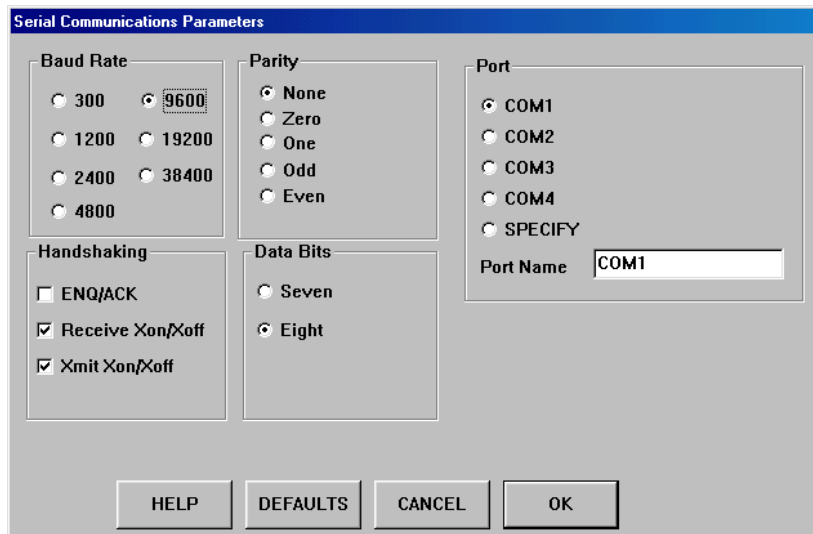 Serial Communications Parameters
Baud Rate
300
9600
1200
19200
2400
38400
4800
Parity
None
Zero
One
Odd
Even
Port
COM1
COM2
COM3
COM4
SPECIFY
Port Name
COM1
Handshaking
ENQ/ACK
Receive Xon/Xoff
Xmit Xon/Xoff
Data Bits
Seven
Eight
HELP
DEFAULTS
CANCEL
OK